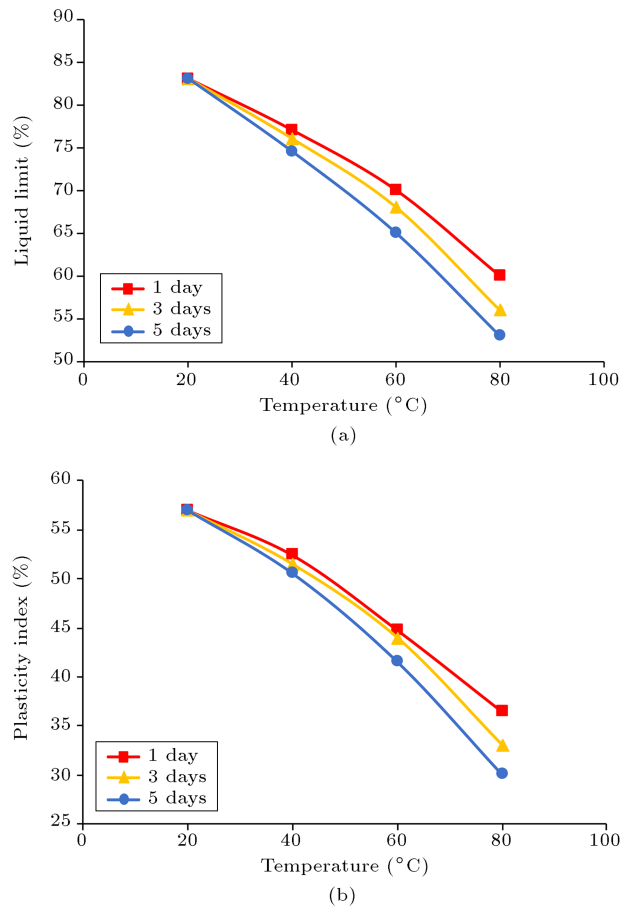 90
85
80
75
70
65
60
55
50
Liquid limit (%)
1 day
3 days
5 days
0 20 40 60 80 100
Temperature (°C)
(a)
60
55
50
45
40
35
30
25
Plasticity index (%)
1 day
3 days
5 days
0 20 40 60 80 100
Temperature (°C)
(b)